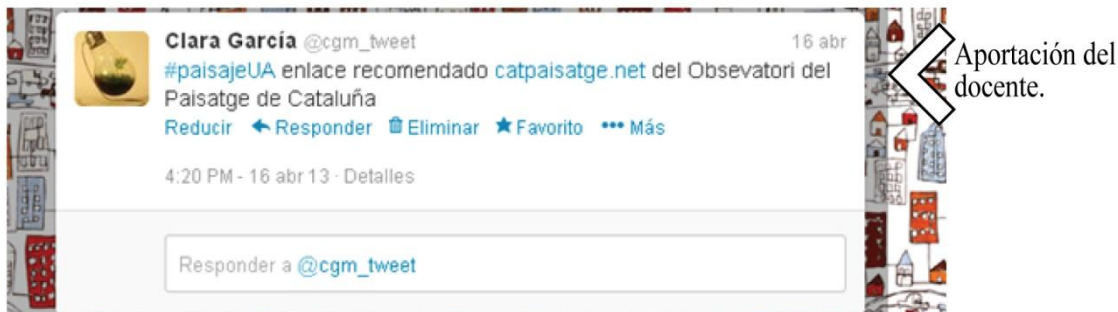 Clara García @cgm_tweet 16 abr
#paisajeUA enlace recomendado catpaisatge.net del Obsevatori del
Paisatge de Cataluña
Reducir Responder Eliminar Favorito Más
4:20 PM - 16 abr 13 · Detalles
Responder a @cgm_tweet
Aportación del
docente.